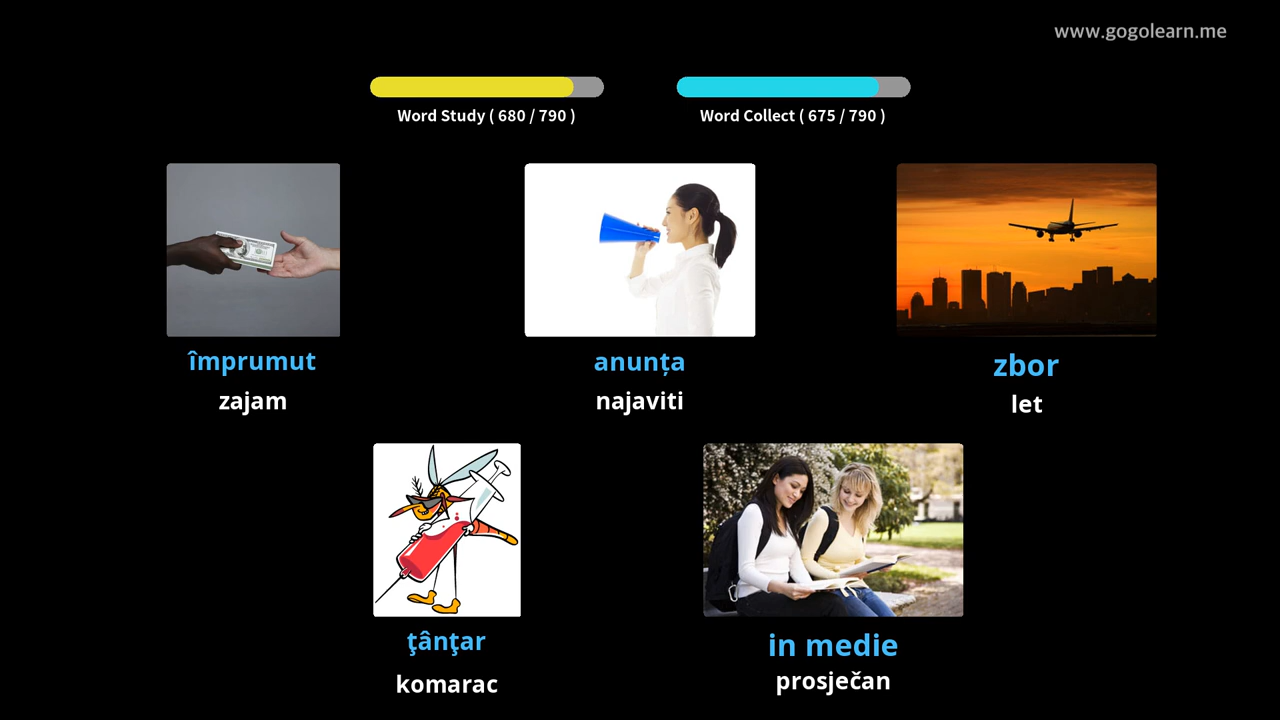 www.gogolearn.me
Word Study ( 680 / 790 )
Word Collect ( 675 / 790 )
împrumut
zajam
anunța
najaviti
zbor
let
ţânţar
komarac
in medie
prosječan